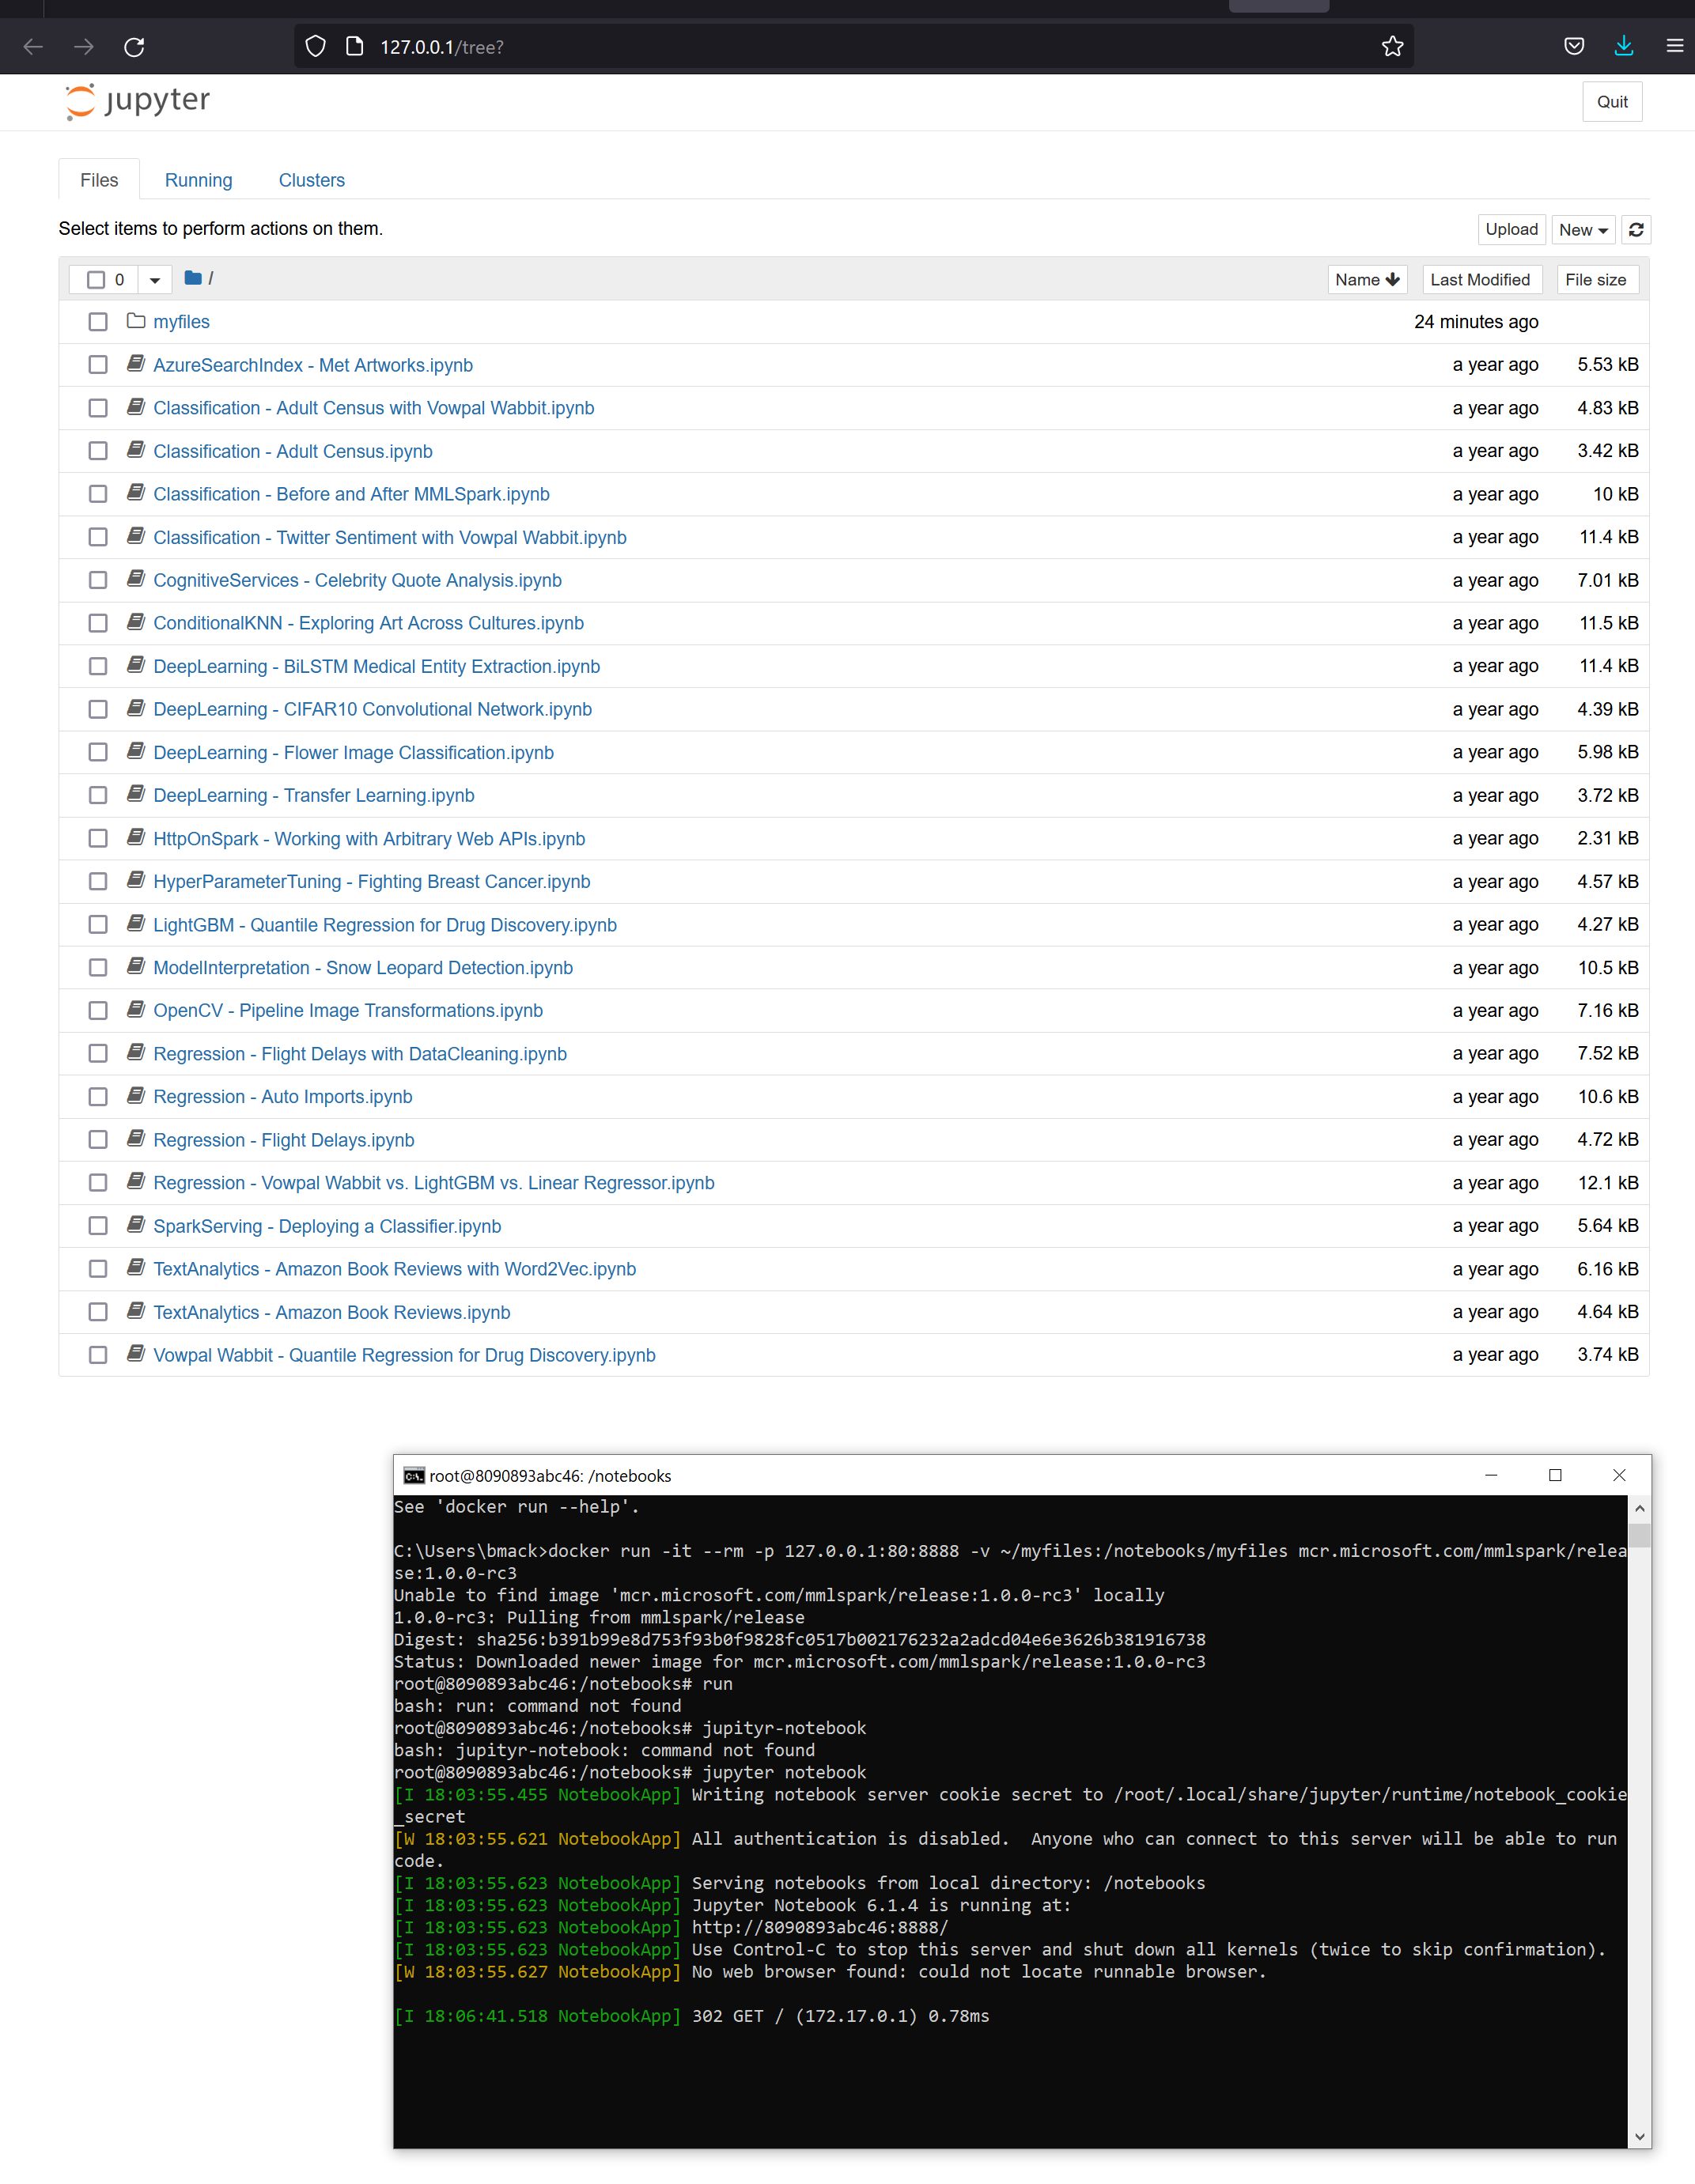 127.0.0.1/tree?
jupyter
Quit
Files Running Clusters
Select items to perform actions on them.
Upload New
0 / Name Last Modified File size
myfiles 24 minutes ago
AzureSearchIndex - Met Artworks.ipynb a year ago 5.53 kB
Classification - Adult Census with Vowpal Wabbit.ipynb a year ago 4.83 kB
Classification - Adult Census.ipynb a year ago 3.42 kB
Classification - Before and After MMLSpark.ipynb a year ago 10 kB
Classification - Twitter Sentiment with Vowpal Wabbit.ipynb a year ago 11.4 kB
CognitiveServices - Celebrity Quote Analysis.ipynb a year ago 7.01 kB
ConditionalKNN - Exploring Art Across Cultures.ipynb a year ago 11.5 kB
DeepLearning - BiLSTM Medical Entity Extraction.ipynb a year ago 11.4 kB
DeepLearning - CIFAR10 Convolutional Network.ipynb a year ago 4.39 kB
DeepLearning - Flower Image Classification.ipynb a year ago 5.98 kB
DeepLearning - Transfer Learning.ipynb a year ago 3.72 kB
HttpOnSpark - Working with Arbitrary Web APIs.ipynb a year ago 2.31 kB
HyperParameterTuning - Fighting Breast Cancer.ipynb a year ago 4.57 kB
LightGBM - Quantile Regression for Drug Discovery.ipynb a year ago 4.27 kB
ModelInterpretation - Snow Leopard Detection.ipynb a year ago 10.5 kB
OpenCV - Pipeline Image Transformations.ipynb a year ago 7.16 kB
Regression - Flight Delays with DataCleaning.ipynb a year ago 7.52 kB
Regression - Auto Imports.ipynb a year ago 10.6 kB
Regression - Flight Delays.ipynb a year ago 4.72 kB
Regression - Vowpal Wabbit vs. LightGBM vs. Linear Regressor.ipynb a year ago 12.1 kB
SparkServing - Deploying a Classifier.ipynb a year ago 5.64 kB
TextAnalytics - Amazon Book Reviews with Word2Vec.ipynb a year ago 6.16 kB
TextAnalytics - Amazon Book Reviews.ipynb a year ago 4.64 kB
Vowpal Wabbit - Quantile Regression for Drug Discovery.ipynb a year ago 3.74 kB
root@8090893abc46: /notebooks
See 'docker run --help'.
C:\Users\bmack>docker run -it --rm -p 127.0.0.1:80:8888 -v ~/myfiles:/notebooks/myfiles mcr.microsoft.com/mmlspark/relea
se:1.0.0-rc3
Unable to find image 'mcr.microsoft.com/mmlspark/release:1.0.0-rc3' locally
1.0.0-rc3: Pulling from mmlspark/release
Digest: sha256:b391b99e8d753f93b0f9828fc0517b002176232a2adcd04e6e3626b381916738
Status: Downloaded newer image for mcr.microsoft.com/mmlspark/release:1.0.0-rc3
root@8090893abc46:/notebooks# run
bash: run: command not found
root@8090893abc46:/notebooks# jupityr-notebook
bash: jupityr-notebook: command not found
root@8090893abc46:/notebooks# jupyter notebook
[I 18:03:55.455 NotebookApp] Writing notebook server cookie secret to /root/.local/share/jupyter/runtime/notebook_cookie
_secret
[W 18:03:55.621 NotebookApp] All authentication is disabled.  Anyone who can connect to this server will be able to run
code.
[I 18:03:55.623 NotebookApp] Serving notebooks from local directory: /notebooks
[I 18:03:55.623 NotebookApp] Jupyter Notebook 6.1.4 is running at:
[I 18:03:55.623 NotebookApp] http://8090893abc46:8888/
[I 18:03:55.623 NotebookApp] Use Control-C to stop this server and shut down all kernels (twice to skip confirmation).
[W 18:03:55.627 NotebookApp] No web browser found: could not locate runnable browser.
[I 18:06:41.518 NotebookApp] 302 GET / (172.17.0.1) 0.78ms